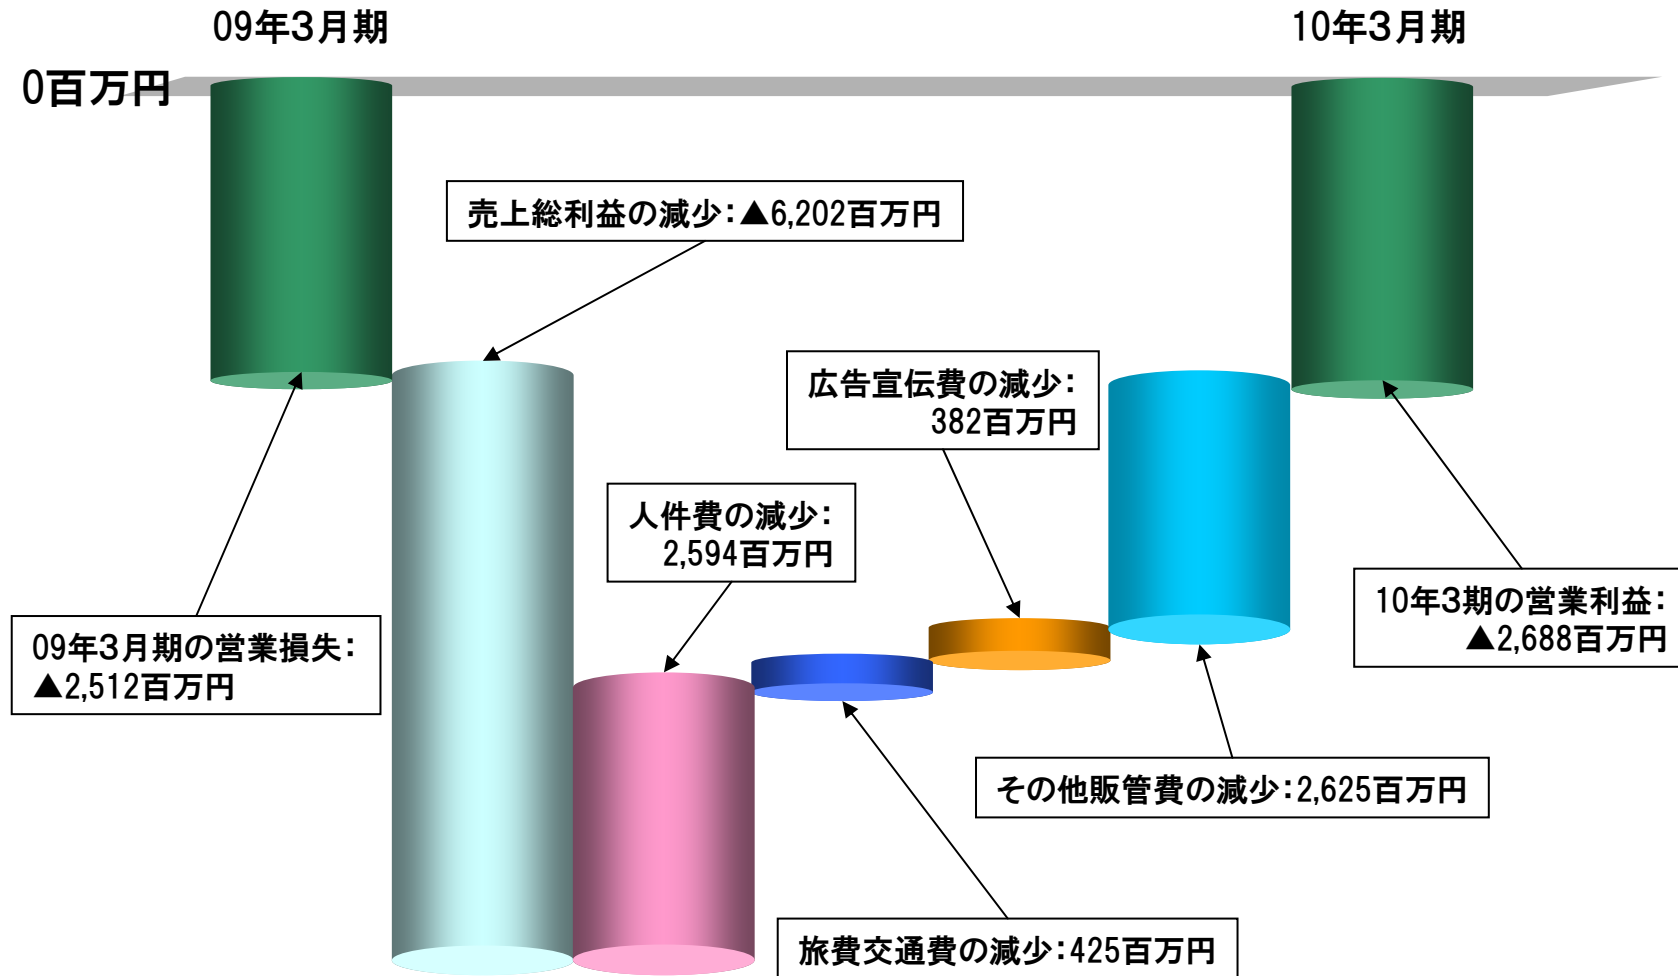 09年3月期
10年3月期
0百万円
売上総利益の減少：▲6,202百万円
広告宣伝費の減少：
382百万円
人件費の減少：
2,594百万円
10年3期の営業利益：
▲2,688百万円
09年3月期の営業損失：
▲2,512百万円
その他販管費の減少：2,625百万円
旅費交通費の減少：425百万円